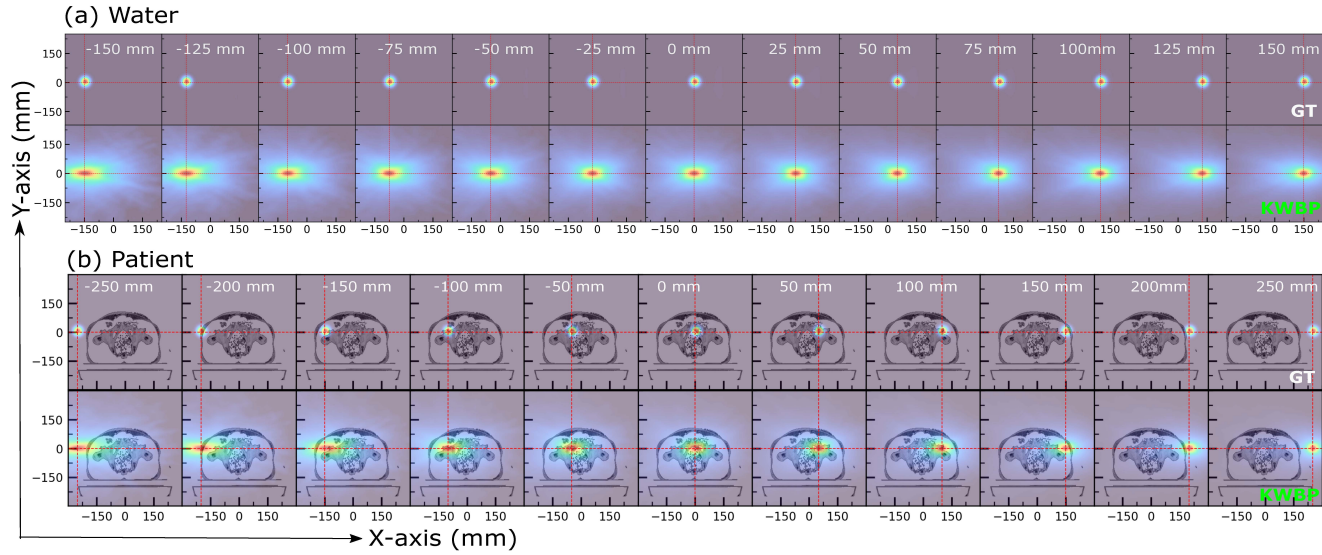 (a) Water
-150 mm -125 mm -100 mm -75 mm -50 mm -25 mm 0 mm 25 mm 50 mm 75 mm 100mm 125 mm 150 mm
150
0
−150
GT
150
0
−150
KWBP
−150 0 150 −150 0 150 −150 0 150 −150 0 150 −150 0 150 −150 0 150 −150 0 150 −150 0 150 −150 0 150 −150 0 150 −150 0 150 −150 0 150 −150 0 150
Y-axis (mm)
(b) Patient
-250 mm -200 mm -150 mm -100 mm -50 mm 0 mm 50 mm 100 mm 150 mm 200mm 250 mm
150
0
−150
GT
150
0
−150
KWBP
−150 0 150 −150 0 150 −150 0 150 −150 0 150 −150 0 150 −150 0 150 −150 0 150 −150 0 150 −150 0 150 −150 0 150 −150 0 150
X-axis (mm)